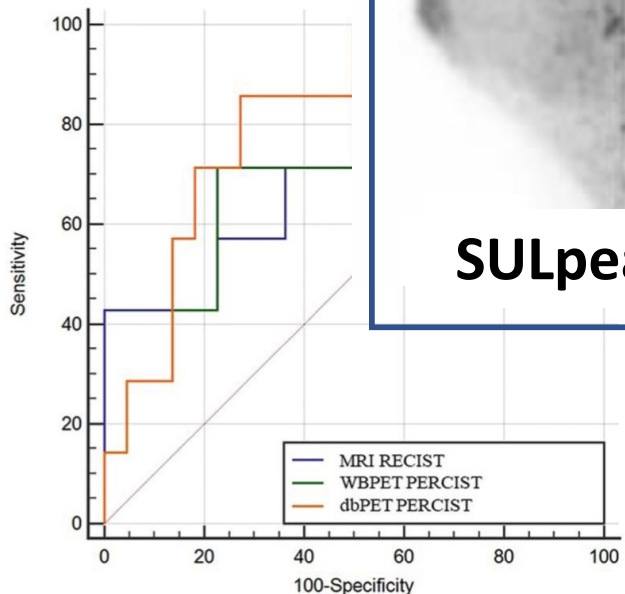 100
80
60
40
20
0
Sensitivity
0 20 40 60 80 100
100-Specificity
MRI RECIST
WBPET PERCIST
dbPET PERCIST